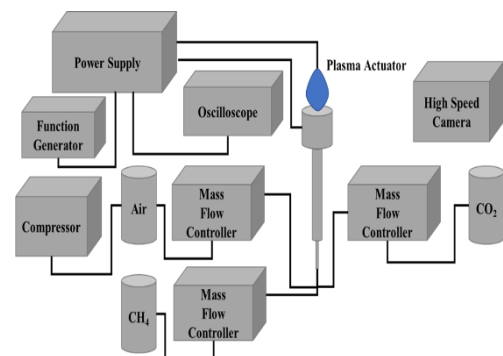 Power Supply
Plasma Actuator
High Speed
Camera
Oscilloscope
Function
Generator
Compressor
Air
Mass
Flow
Controller
Mass
Flow
Controller
CO₂
CH₄
Mass
Flow
Controller